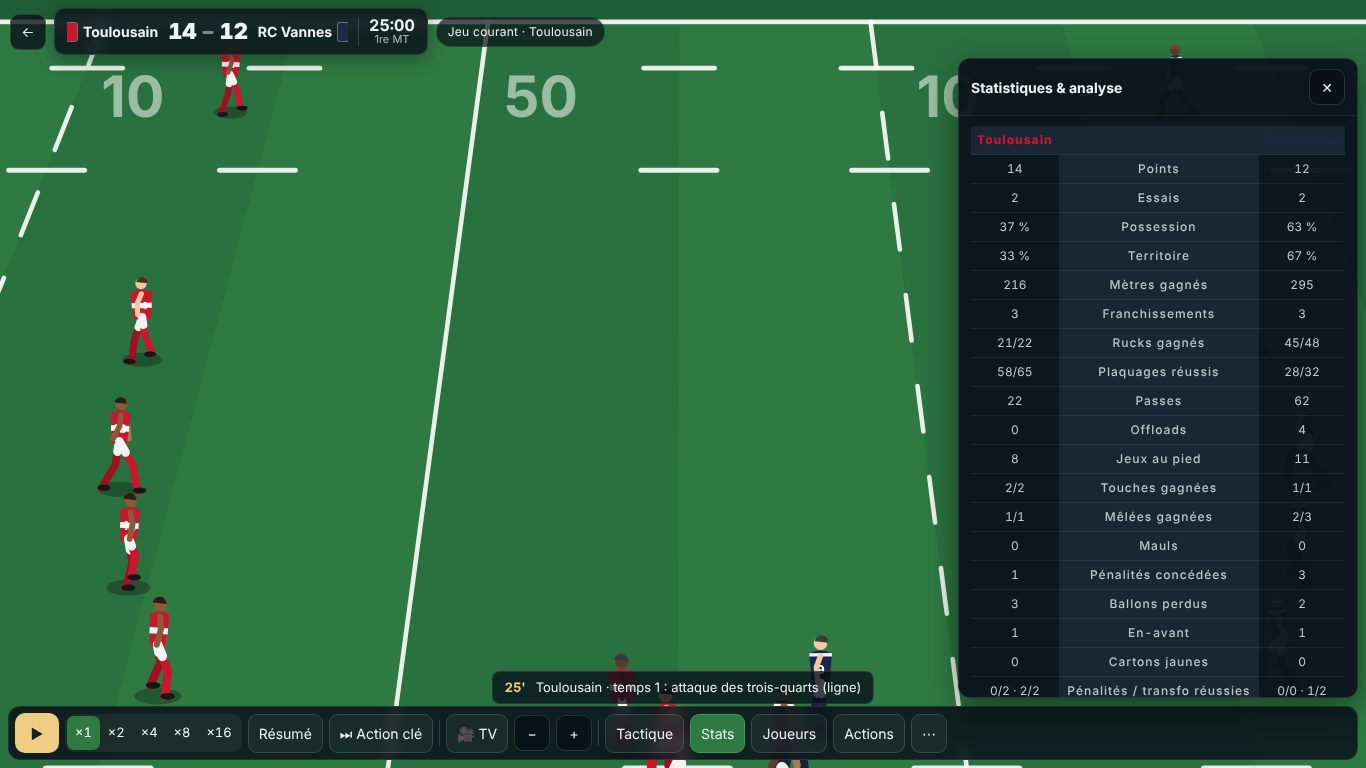 ←
Toulousain 14 – 12 RC Vannes
25:00
1re MT
Jeu courant · Toulousain
10
50
10
Statistiques & analyse
×
Toulousain RC Vannes
14 Points 12
2 Essais 2
37 % Possession 63 %
33 % Territoire 67 %
216 Mètres gagnés 295
3 Franchissements 3
21/22 Rucks gagnés 45/48
58/65 Plaquages réussis 28/32
22 Passes 62
0 Offloads 4
8 Jeux au pied 11
2/2 Touches gagnées 1/1
1/1 Mêlées gagnées 2/3
0 Mauls 0
1 Pénalités concédées 3
3 Ballons perdus 2
1 En-avant 1
0 Cartons jaunes 0
0/2 · 2/2 Pénalités / transfo réussies 0/0 · 1/2
25' Toulousain · temps 1 : attaque des trois-quarts (ligne)
▶ ×1 ×2 ×4 ×8 ×16 Résumé ⏭ Action clé 🎥 TV − + Tactique Stats Joueurs Actions ⋯